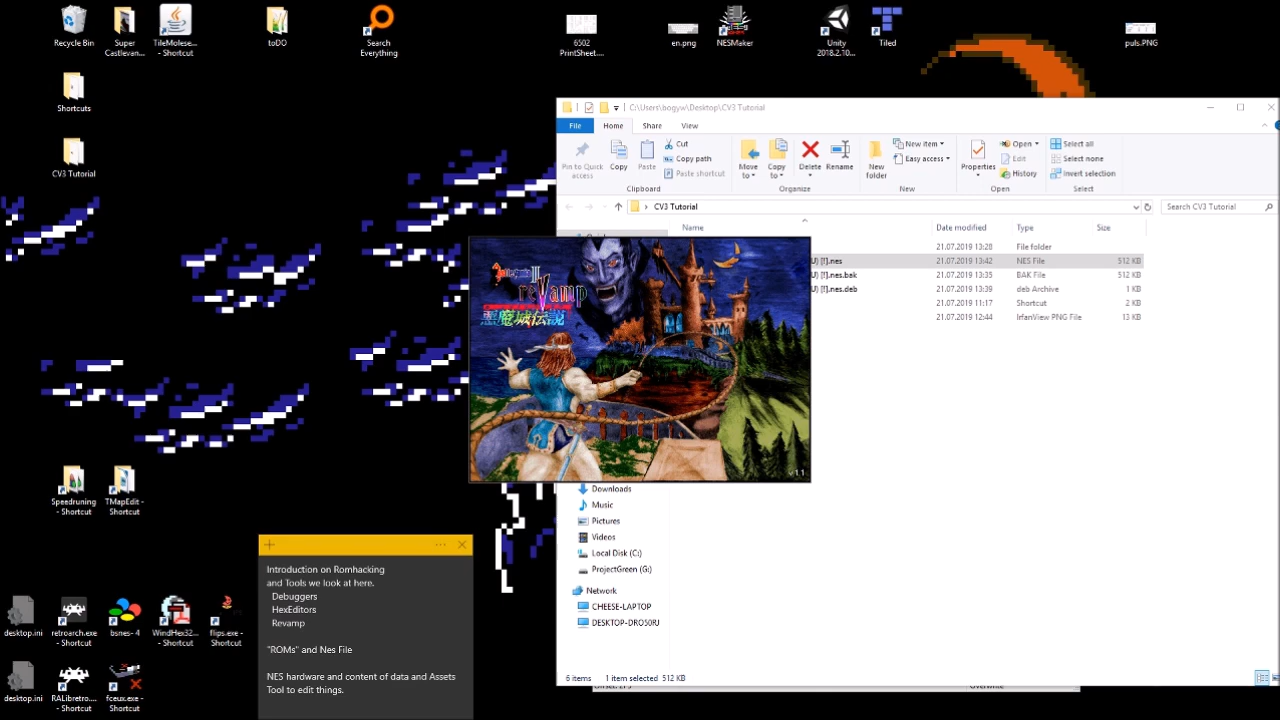 Recycle Bin
Super Castlevan...
TileMolese... - Shortcut
toDO
Search Everything
6502 PrintSheet....
en.png
NESMaker
Unity 2018.2.10...
Tiled
puls.PNG
Shortcuts
CV3 Tutorial
C:\Users\bogyw\Desktop\CV3 Tutorial
File
Home
Share
View
Pin to Quick access
Copy
Paste
Cut
Copy path
Paste shortcut
Move to
Copy to
Delete
Rename
New folder
New item
Easy access
Properties
Open
Edit
History
Select all
Select none
Invert selection
Clipboard
Organize
New
Open
Select
CV3 Tutorial
Search CV3 Tutorial
Name
Date modified
Type
Size
21.07.2019 13:28 File folder
U) [!].nes 21.07.2019 13:42 NES File 512 KB
U) [!].nes.bak 21.07.2019 13:35 BAK File 512 KB
U) [!].nes.deb 21.07.2019 13:39 deb Archive 1 KB
21.07.2019 11:17 Shortcut 2 KB
21.07.2019 12:44 IrfanView PNG File 13 KB
reVamp
悪魔城伝説
v 1.1
Downloads
Music
Pictures
Videos
Local Disk (C:)
ProjectGreen (G:)
Network
CHEESE-LAPTOP
DESKTOP-DRO50RJ
6 items 1 item selected 512 KB
Speedruning - Shortcut
TMapEdit - Shortcut
Introduction on Romhacking
and Tools we look at here.
Debuggers
HexEditors
Revamp
"ROMs" and Nes File
NES hardware and content of data and Assets
Tool to edit things.
desktop.ini
retroarch.exe - Shortcut
bsnes- 4
WindHex32... - Shortcut
flips.exe - Shortcut
desktop.ini
RALibretro.... - Shortcut
fceux.exe - Shortcut